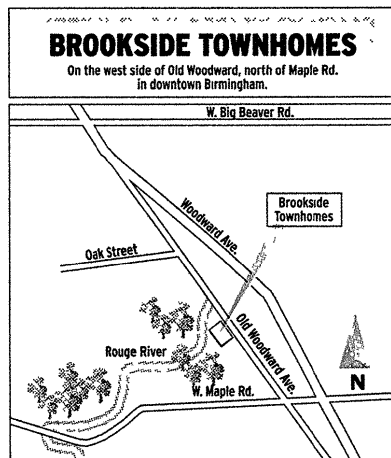 BROOKSIDE TOWNHOMES
On the west side of Old Woodward, north of Maple Rd.
in downtown Birmingham.
W. Big Beaver Rd.
Brookside
Townhomes
Woodward Ave.
Oak Street
Old Woodward Ave.
Rouge River
W. Maple Rd.
N